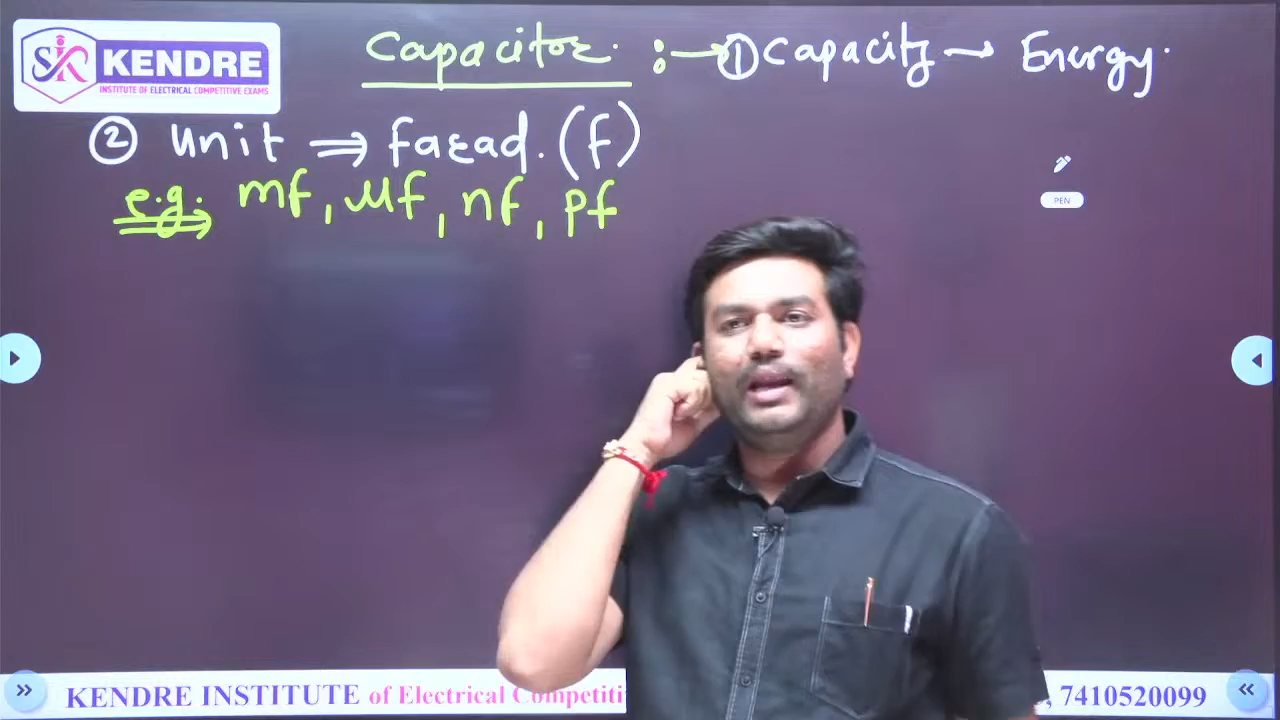 SIR KENDRE
INSTITUTE OF ELECTRICAL COMPETITIVE EXAMS
Capacitor. :→ ① Capacity → Energy.
② Unit ⇒ farad. (f)
e.g. mf, μf, nf, pf
PEN
KENDRE INSTITUTE of Electrical Competiti , 7410520099